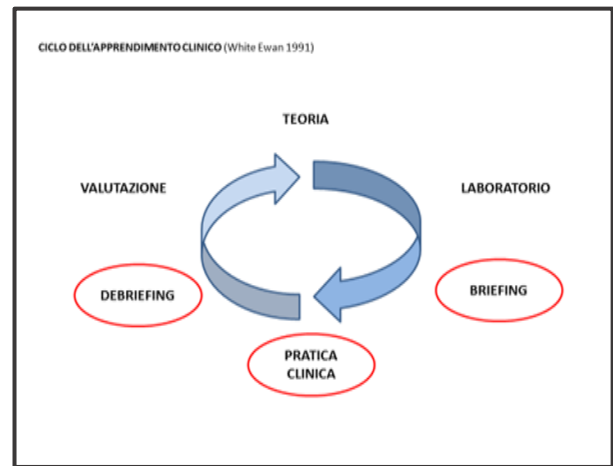 CICLO DELL'APPRENDIMENTO CLINICO (White Ewan 1991)
TEORIA
VALUTAZIONE
LABORATORIO
DEBRIEFING
BRIEFING
PRATICA
CLINICA